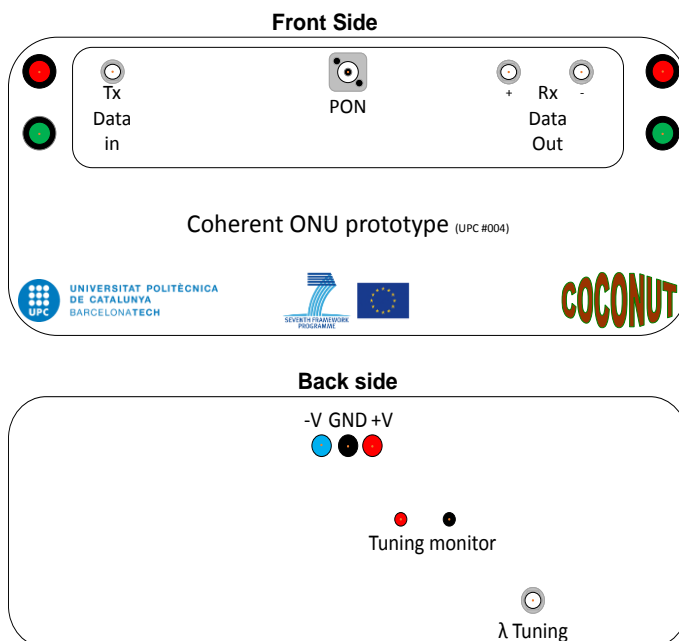 Front Side
Tx
Data
in
PON
+ Rx -
Data
Out
Coherent ONU prototype (UPC #004)
UPC
UNIVERSITAT POLITÈCNICA
DE CATALUNYA
BARCELONATECH
7
SEVENTH FRAMEWORK
PROGRAMME
COCONUT
Back side
-V GND +V
Tuning monitor
λ Tuning